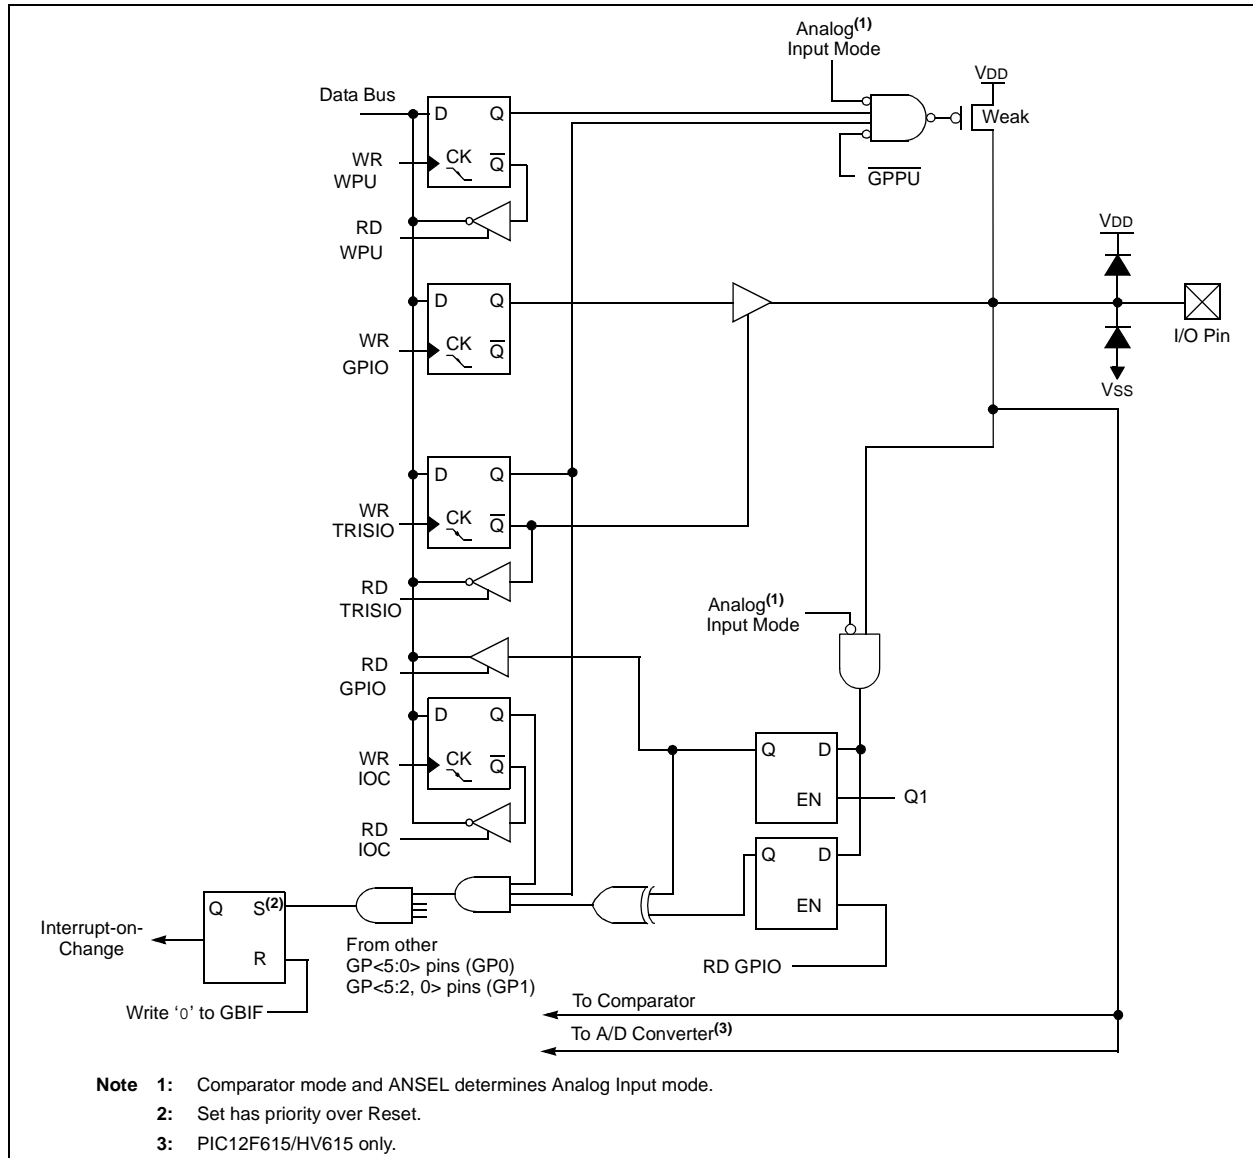 Analog(1)
Input Mode
VDD
Data Bus
D Q
Weak
WR
WPU
CK Q
GPPU
RD
WPU
VDD
D Q
WR
GPIO
CK Q
I/O Pin
VSS
D Q
WR
TRISIO
CK Q
RD
TRISIO
Analog(1)
Input Mode
RD
GPIO
D Q
WR
IOC
CK Q
Q D
EN
Q1
RD
IOC
Q D
EN
Q S(2)
R
Interrupt-on-
Change
From other
GP<5:0> pins (GP0)
GP<5:2, 0> pins (GP1)
RD GPIO
Write ‘0’ to GBIF
To Comparator
To A/D Converter(3)
Note 1: Comparator mode and ANSEL determines Analog Input mode.
2: Set has priority over Reset.
3: PIC12F615/HV615 only.